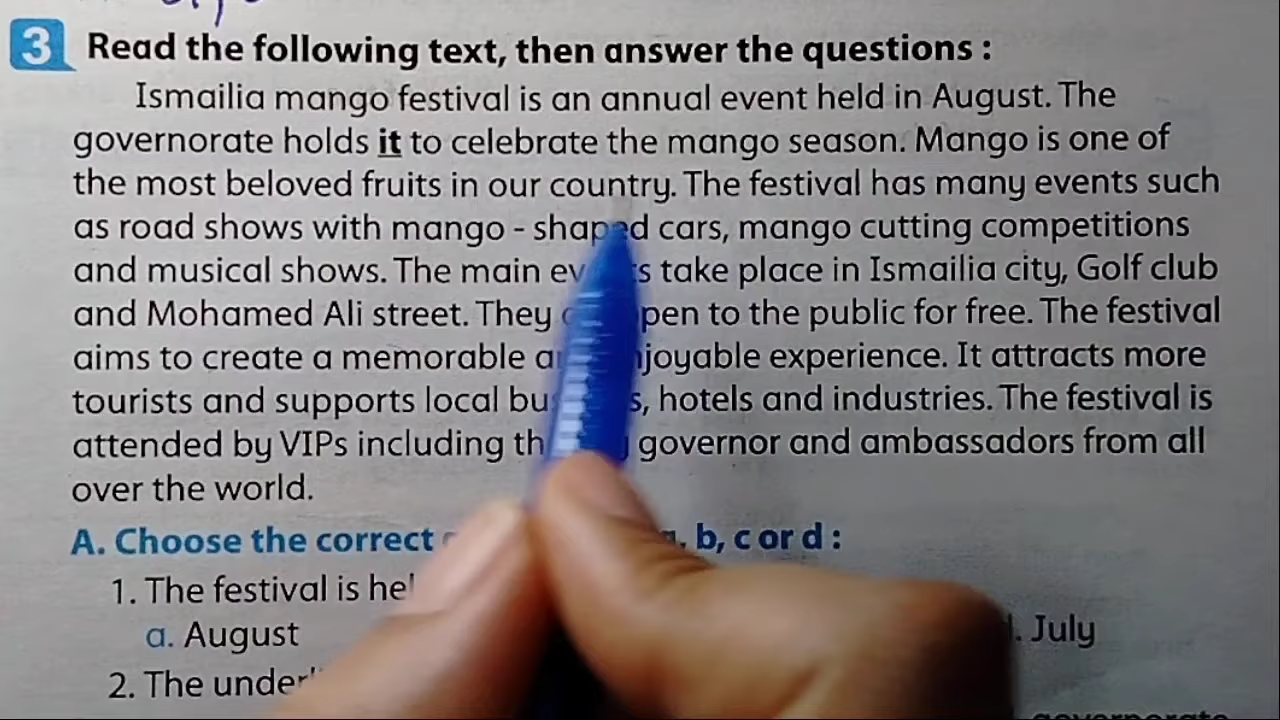 3 Read the following text, then answer the questions :
Ismailia mango festival is an annual event held in August. The
governorate holds it to celebrate the mango season. Mango is one of
the most beloved fruits in our country. The festival has many events such
as road shows with mango - shaped cars, mango cutting competitions
and musical shows. The main events take place in Ismailia city, Golf club
and Mohamed Ali street. They open to the public for free. The festival
aims to create a memorable enjoyable experience. It attracts more
tourists and supports local hotels and industries. The festival is
attended by VIPs including governor and ambassadors from all
over the world.
A. Choose the correct b, c or d :
1. The festival is
a. August July
2. The
governorate